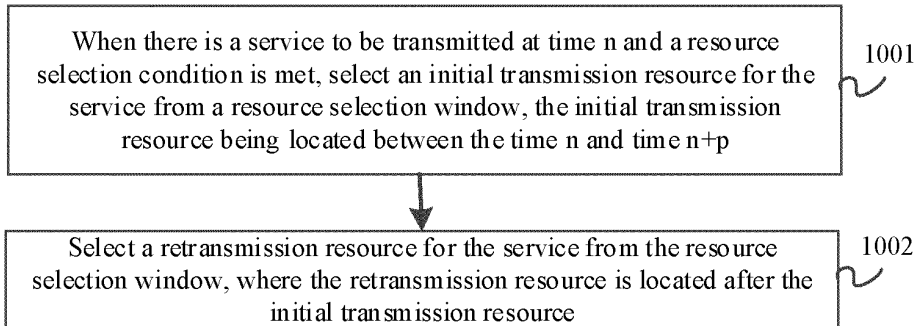 When there is a service to be transmitted at time n and a resource
selection condition is met, select an initial transmission resource for the
service from a resource selection window, the initial transmission
resource being located between the time n and time n+p
1001
Select a retransmission resource for the service from the resource
selection window, where the retransmission resource is located after the
initial transmission resource
1002